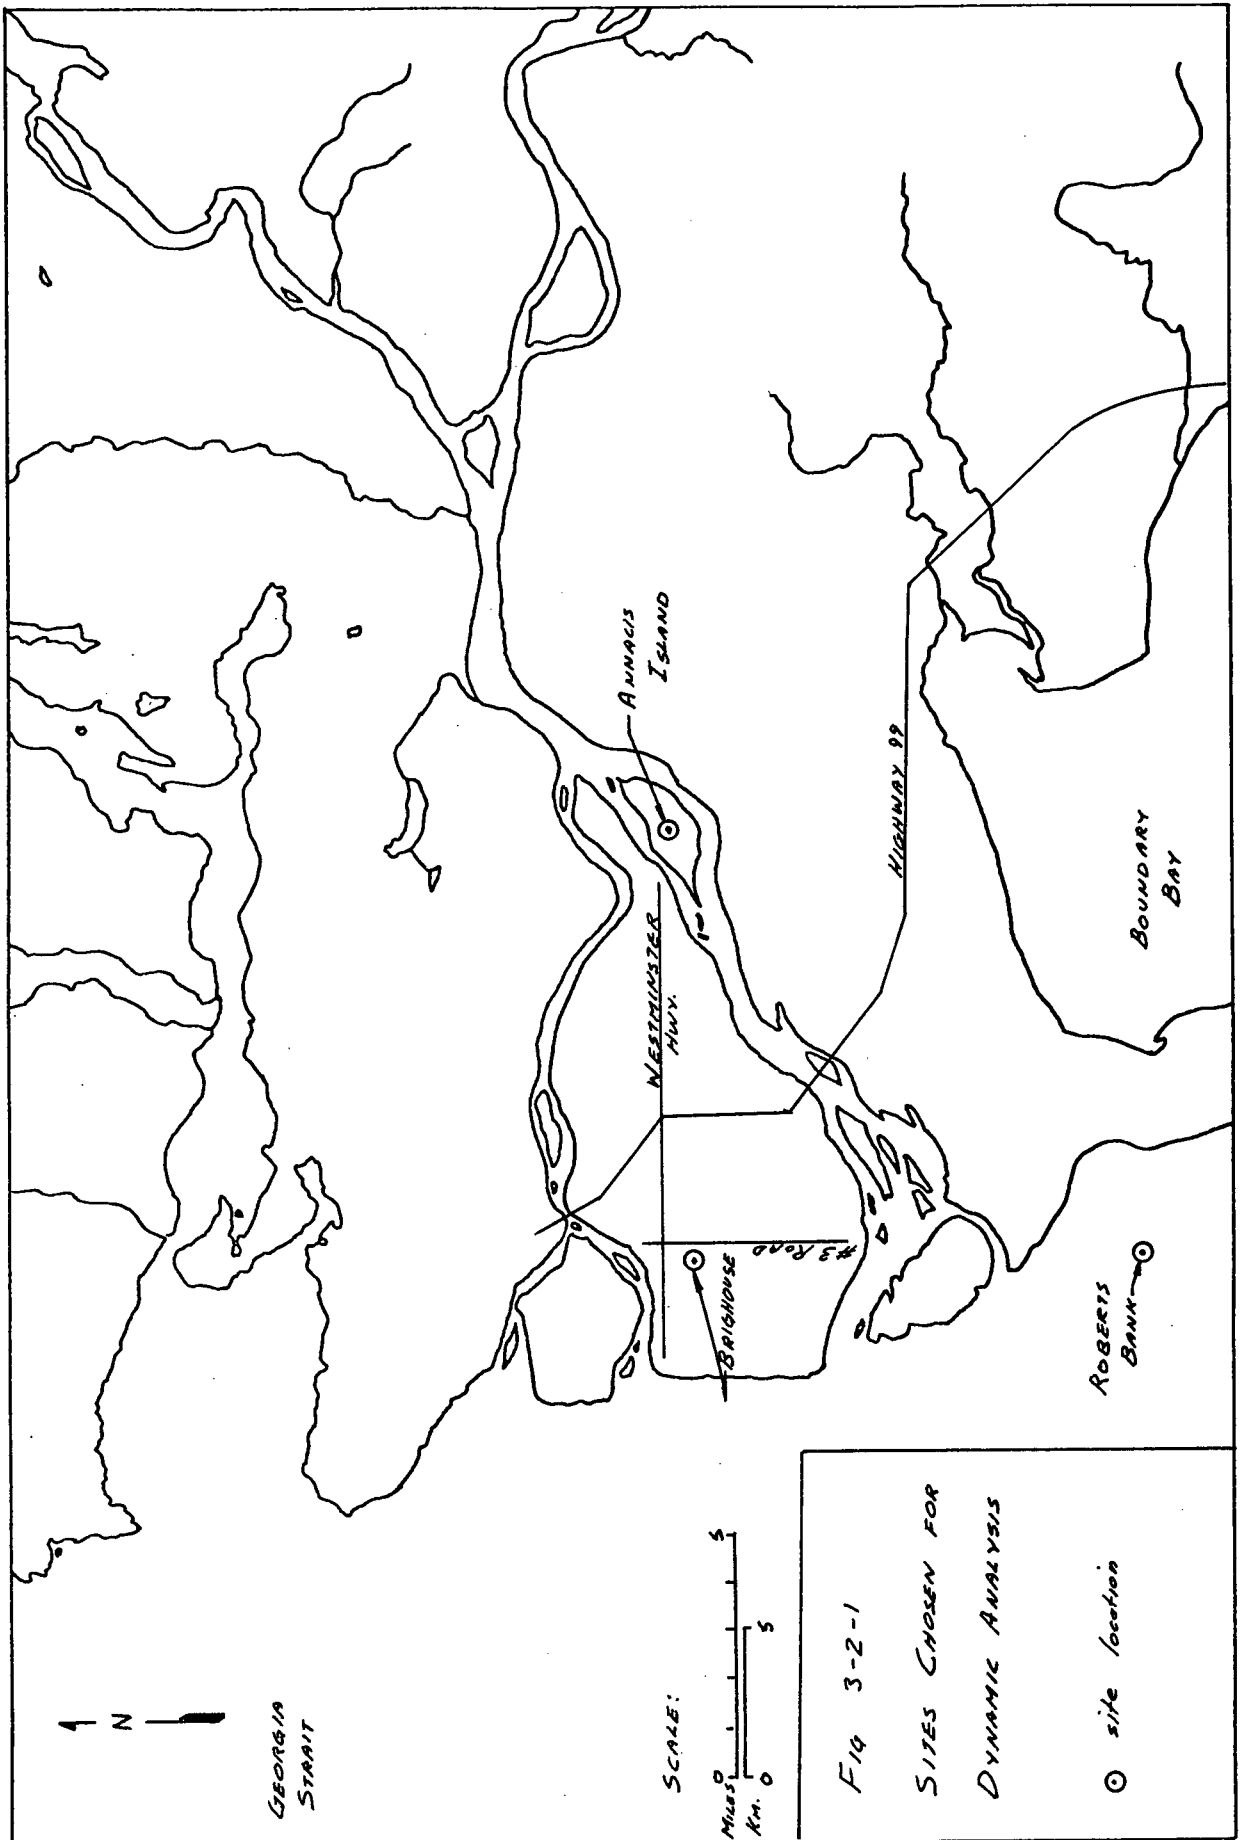 N
GEORGIA
STRAIT
ANNACIS
ISLAND
WESTMINSTER
HWY.
BRIGHOUSE
#3 ROAD
HIGHWAY 99
BOUNDARY
BAY
ROBERTS
BANK
SCALE:
MILES 0 5
KM. 0 5
FIG 3-2-1
SITES CHOSEN FOR
DYNAMIC ANALYSIS
site location